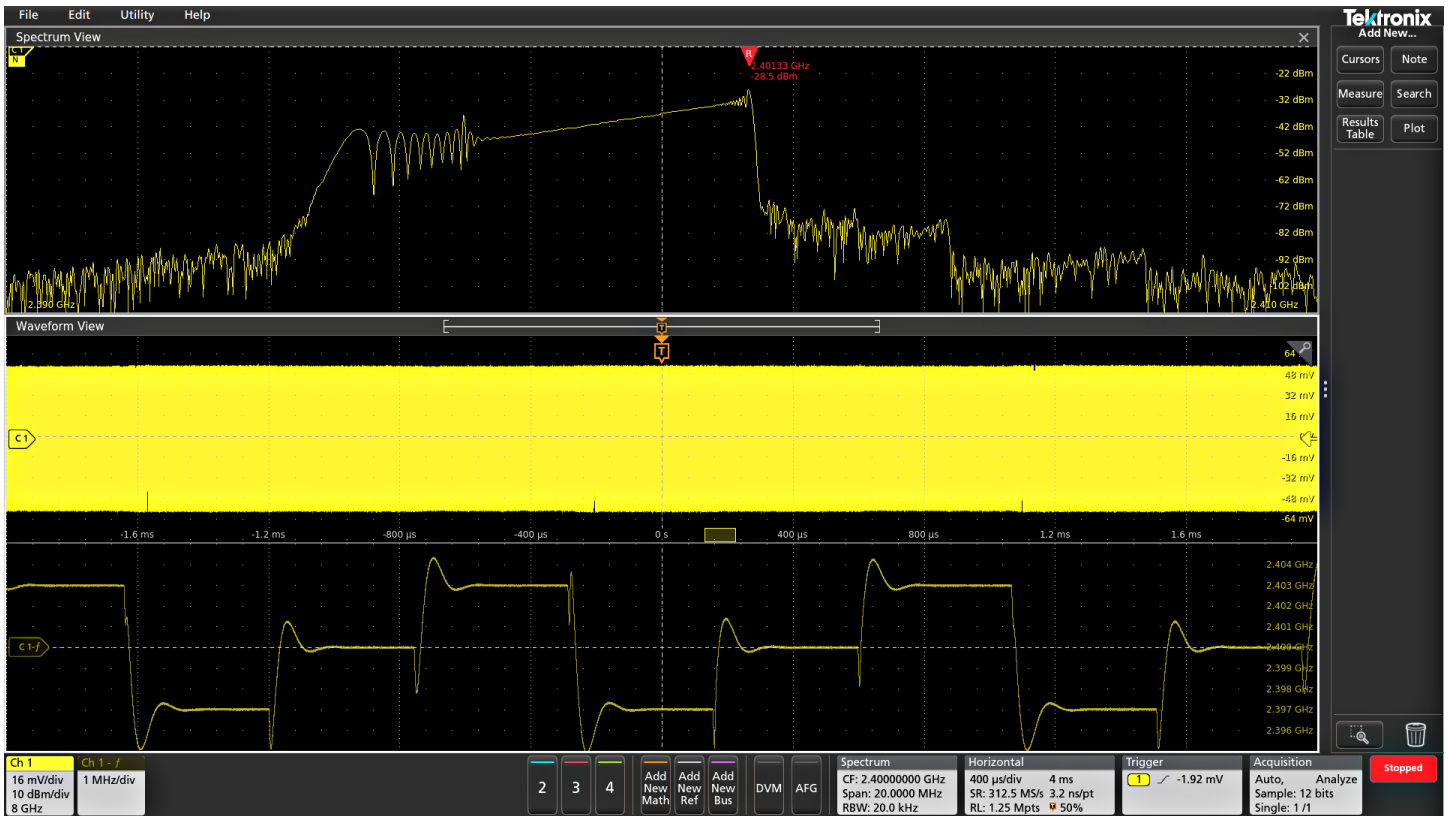 File Edit Utility Help
Tektronix
Add New...
Spectrum View
C 1
N
R
2.40133 GHz
-28.5 dBm
-22 dBm
-32 dBm
-42 dBm
-52 dBm
-62 dBm
-72 dBm
-82 dBm
-92 dBm
-102 dBm
2.390 GHz
2.410 GHz
Cursors Note
Measure Search
Results Table Plot
Waveform View
T
T
64
48 mV
32 mV
16 mV
C 1
-16 mV
-32 mV
-48 mV
-64 mV
-1.6 ms -1.2 ms -800 µs -400 µs 0 s 400 µs 800 µs 1.2 ms 1.6 ms
2.404 GHz
2.403 GHz
2.402 GHz
2.401 GHz
C 1-f
2.400 GHz
2.399 GHz
2.398 GHz
2.397 GHz
2.396 GHz
Ch 1
16 mV/div
10 dBm/div
8 GHz
Ch 1 - f
1 MHz/div
2 3 4
Add New Math
Add New Ref
Add New Bus
DVM AFG
Spectrum
CF: 2.40000000 GHz
Span: 20.0000 MHz
RBW: 20.0 kHz
Horizontal
400 µs/div 4 ms
SR: 312.5 MS/s 3.2 ns/pt
RL: 1.25 Mpts 50%
Trigger
1 -1.92 mV
Acquisition
Auto, Analyze
Sample: 12 bits
Single: 1 /1
Stopped